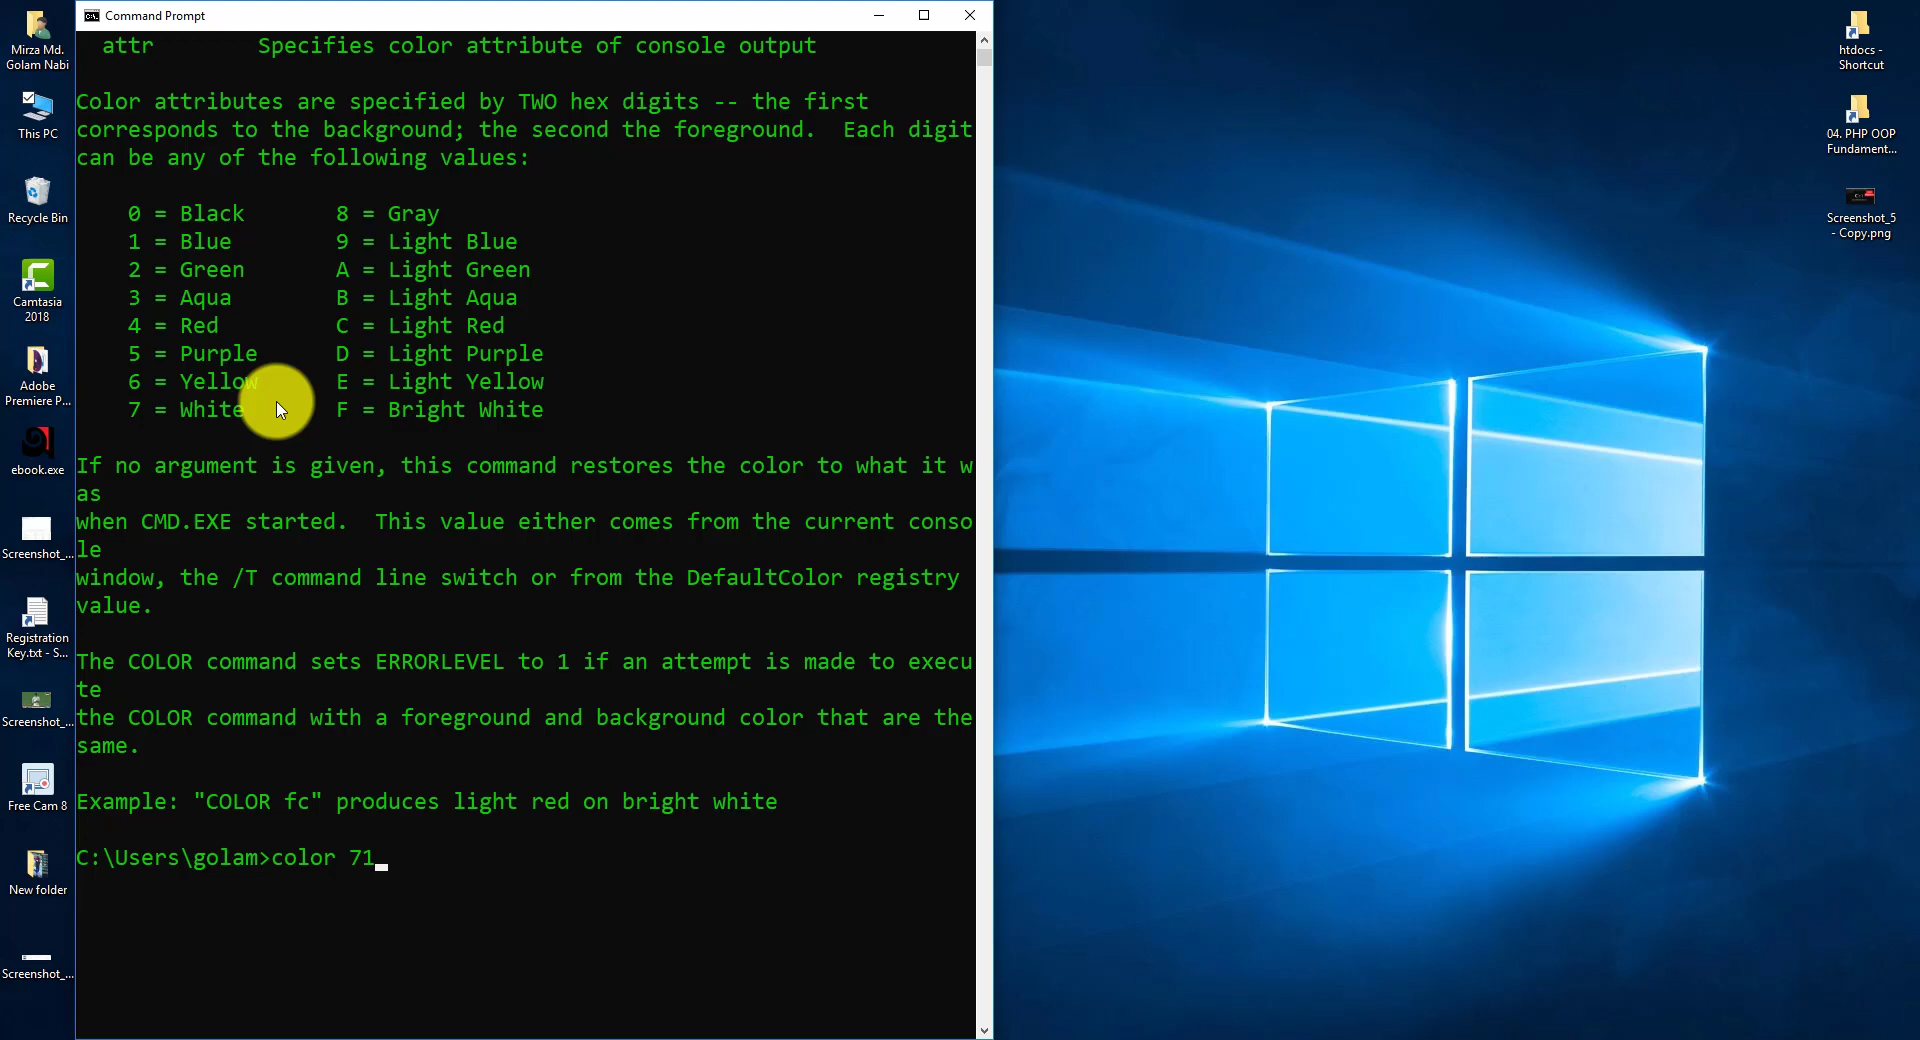 Command Prompt
attr Specifies color attribute of console output
Color attributes are specified by TWO hex digits -- the first
corresponds to the background; the second the foreground. Each digit
can be any of the following values:
0 = Black 8 = Gray
1 = Blue 9 = Light Blue
2 = Green A = Light Green
3 = Aqua B = Light Aqua
4 = Red C = Light Red
5 = Purple D = Light Purple
6 = Yellow E = Light Yellow
7 = White F = Bright White
If no argument is given, this command restores the color to what it w
as
when CMD.EXE started. This value either comes from the current conso
le
window, the /T command line switch or from the DefaultColor registry
value.
The COLOR command sets ERRORLEVEL to 1 if an attempt is made to execu
te
the COLOR command with a foreground and background color that are the
same.
Example: "COLOR fc" produces light red on bright white
C:\Users\golam>color 71
Mirza Md.
Golam Nabi
This PC
Recycle Bin
Camtasia
2018
Adobe
Premiere P...
ebook.exe
Screenshot_...
Registration
Key.txt - S...
Screenshot_...
Free Cam 8
New folder
Screenshot_...
htdocs -
Shortcut
04. PHP OOP
Fundament...
Screenshot_5
- Copy.png